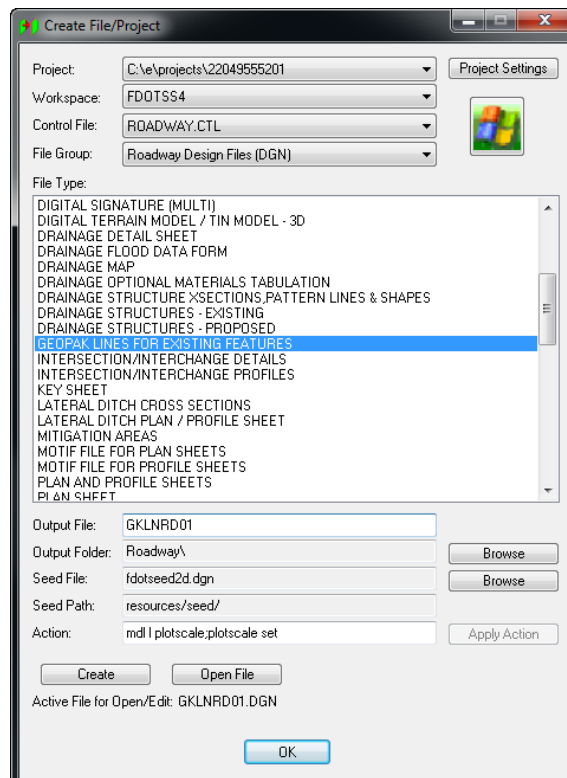 Create File/Project
Project: C:\e\projects\22049555201 Project Settings
Workspace: FDOTSS4
Control File: ROADWAY.CTL
File Group: Roadway Design Files (DGN)
File Type:
DIGITAL SIGNATURE (MULTI)
DIGITAL TERRAIN MODEL / TIN MODEL - 3D
DRAINAGE DETAIL SHEET
DRAINAGE FLOOD DATA FORM
DRAINAGE MAP
DRAINAGE OPTIONAL MATERIALS TABULATION
DRAINAGE STRUCTURE XSECTIONS,PATTERN LINES & SHAPES
DRAINAGE STRUCTURES - EXISTING
DRAINAGE STRUCTURES - PROPOSED
GEOPAK LINES FOR EXISTING FEATURES
INTERSECTION/INTERCHANGE DETAILS
INTERSECTION/INTERCHANGE PROFILES
KEY SHEET
LATERAL DITCH CROSS SECTIONS
LATERAL DITCH PLAN / PROFILE SHEET
MITIGATION AREAS
MOTIF FILE FOR PLAN SHEETS
MOTIF FILE FOR PROFILE SHEETS
PLAN AND PROFILE SHEETS
PLAN SHEET
Output File: GKLNRD01
Output Folder: Roadway\ Browse
Seed File: fdotseed2d.dgn Browse
Seed Path: resources/seed/
Action: mdl l plotscale;plotscale set Apply Action
Create Open File
Active File for Open/Edit: GKLNRD01.DGN
OK